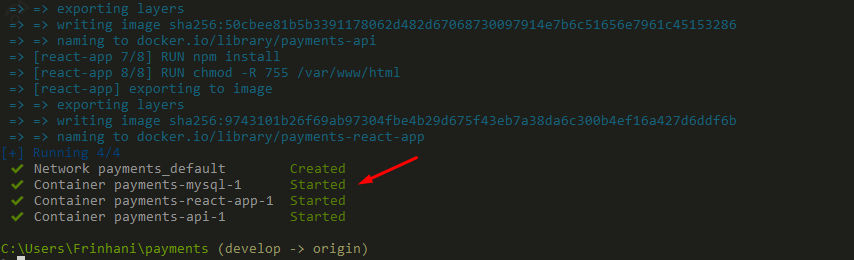 => => exporting layers
=> => writing image sha256:50cbee81b5b3391178062d482d67068730097914e7b6c51656e7961c45153286
=> => naming to docker.io/library/payments-api
=> [react-app 7/8] RUN npm install
=> [react-app 8/8] RUN chmod -R 755 /var/www/html
=> [react-app] exporting to image
=> => exporting layers
=> => writing image sha256:9743101b26f69ab97304fbe4b29d675f43eb7a38da6c300b4ef16a427d6ddf6b
=> => naming to docker.io/library/payments-react-app
[+] Running 4/4
✔ Network payments_default Created
✔ Container payments-mysql-1 Started
✔ Container payments-react-app-1 Started
✔ Container payments-api-1 Started
C:\Users\Frinhani\payments (develop -> origin)